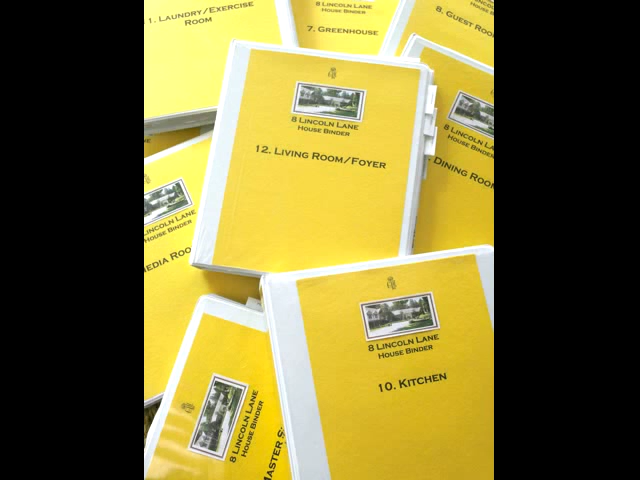 1. Laundry/Exercise
Room
8 Lincoln Lane
House Binder
7. Greenhouse
8. Guest Room
8 Lincoln Lane
House Binder
12. Living Room/Foyer
8 Lincoln Lane
House Binder
Dining Room
8 Lincoln Lane
House Binder
Media Roo
8 Lincoln Lane
House Binder
10. Kitchen
8 Lincoln Lane
House Binder
Master S